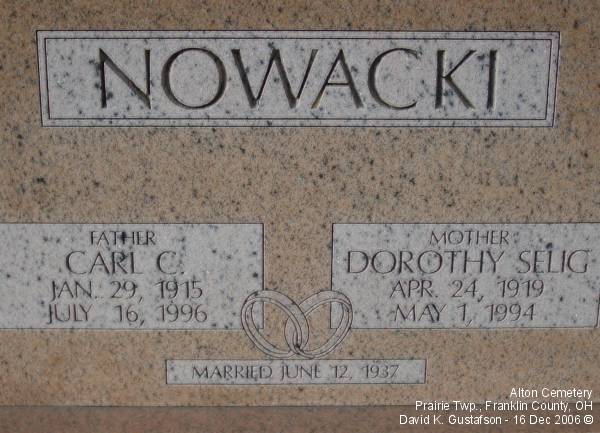 NOWACKI
FATHER
CARL C.
JAN. 29, 1915
JULY 16, 1996
MOTHER
DOROTHY SELIG
APR. 24, 1919
MAY 1, 1994
MARRIED JUNE 12, 1937
Alton Cemetery
Prairie Twp., Franklin County, OH
David K. Gustafson - 16 Dec 2006 ©